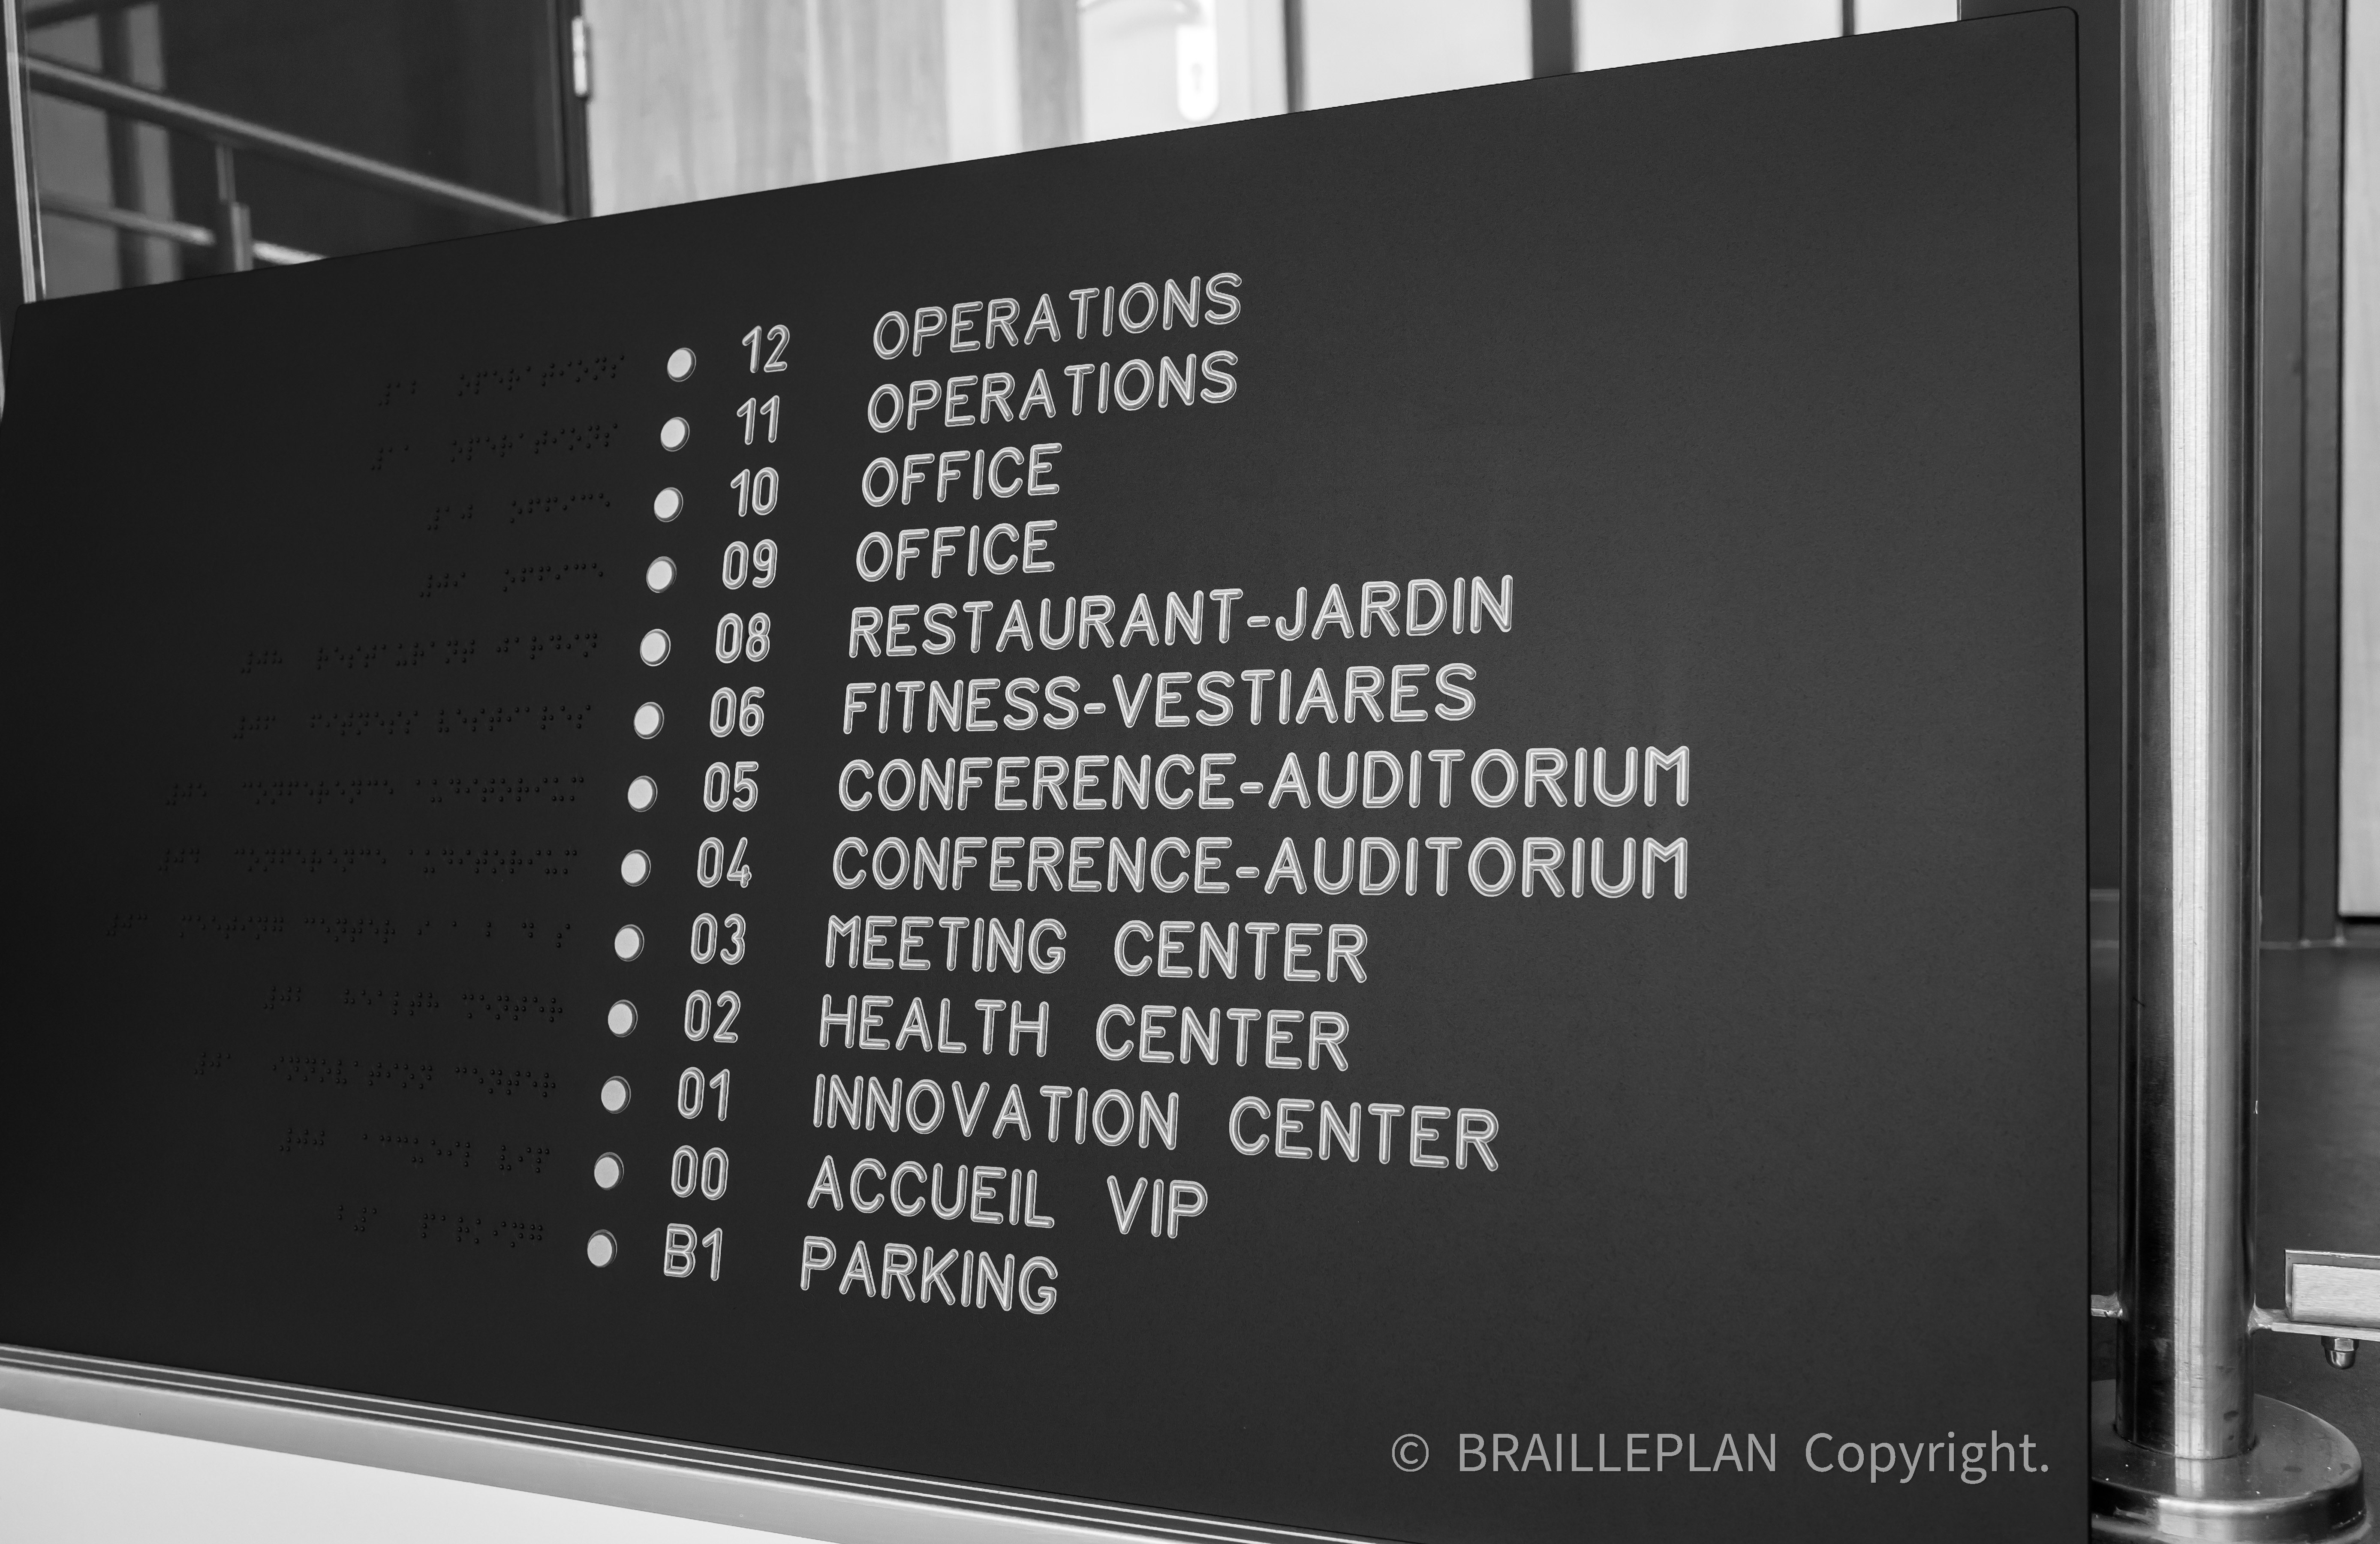 12 OPERATIONS
11 OPERATIONS
10 OFFICE
09 OFFICE
08 RESTAURANT-JARDIN
06 FITNESS-VESTIARES
05 CONFERENCE-AUDITORIUM
04 CONFERENCE-AUDITORIUM
03 MEETING CENTER
02 HEALTH CENTER
01 INNOVATION CENTER
00 ACCUEIL VIP
B1 PARKING
© BRAILLEPLAN Copyright.